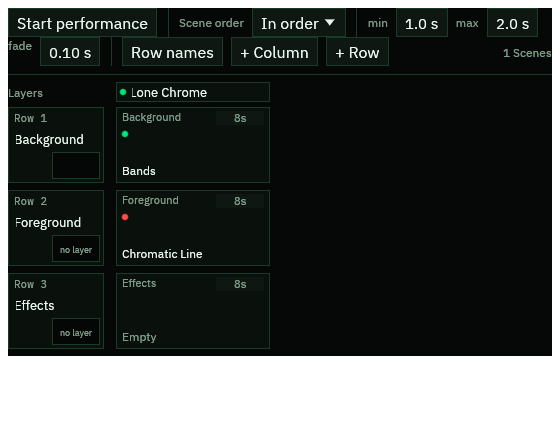 Start performance Scene order In order min 1.0 s max 2.0 s
fade 0.10 s Row names + Column + Row 1 Scenes
Layers Lone Chrome
Row 1 Background 8s
Background
Bands
Row 2 Foreground 8s
Foreground
no layer
Chromatic Line
Row 3 Effects 8s
Effects
no layer
Empty